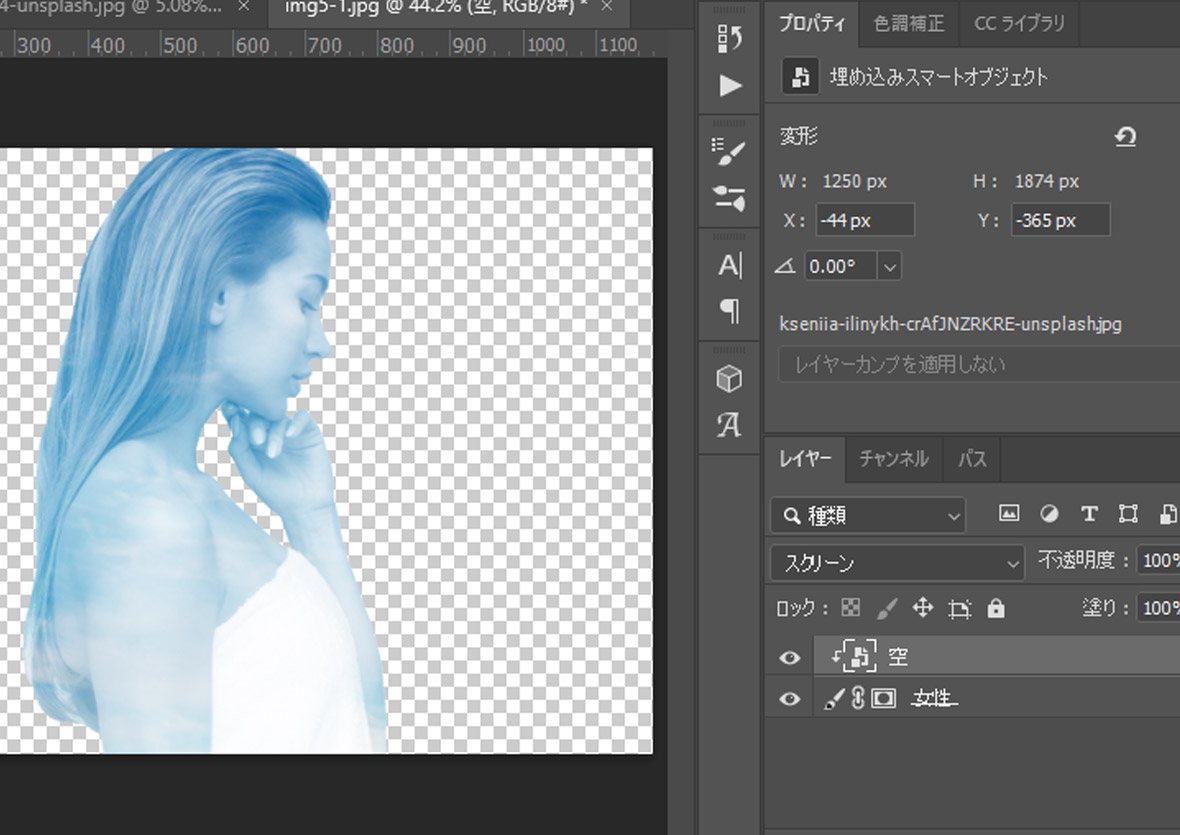 4-unsplash.jpg @ 5.08%... × img5-1.jpg @ 44.2% (空, RGB/8#) * ×
300 400 500 600 700 800 900 1000 1100
プロパティ 色調補正 CC ライブラリ
埋め込みスマートオブジェクト
変形
W : 1250 px H : 1874 px
X : -44 px Y : -365 px
0.00°
kseniia-ilinykh-crAfJNZRKRE-unsplash.jpg
レイヤーカンプを適用しない
レイヤー チャンネル パス
種類
スクリーン 不透明度 : 100%
ロック : 塗り : 100%
空
女性